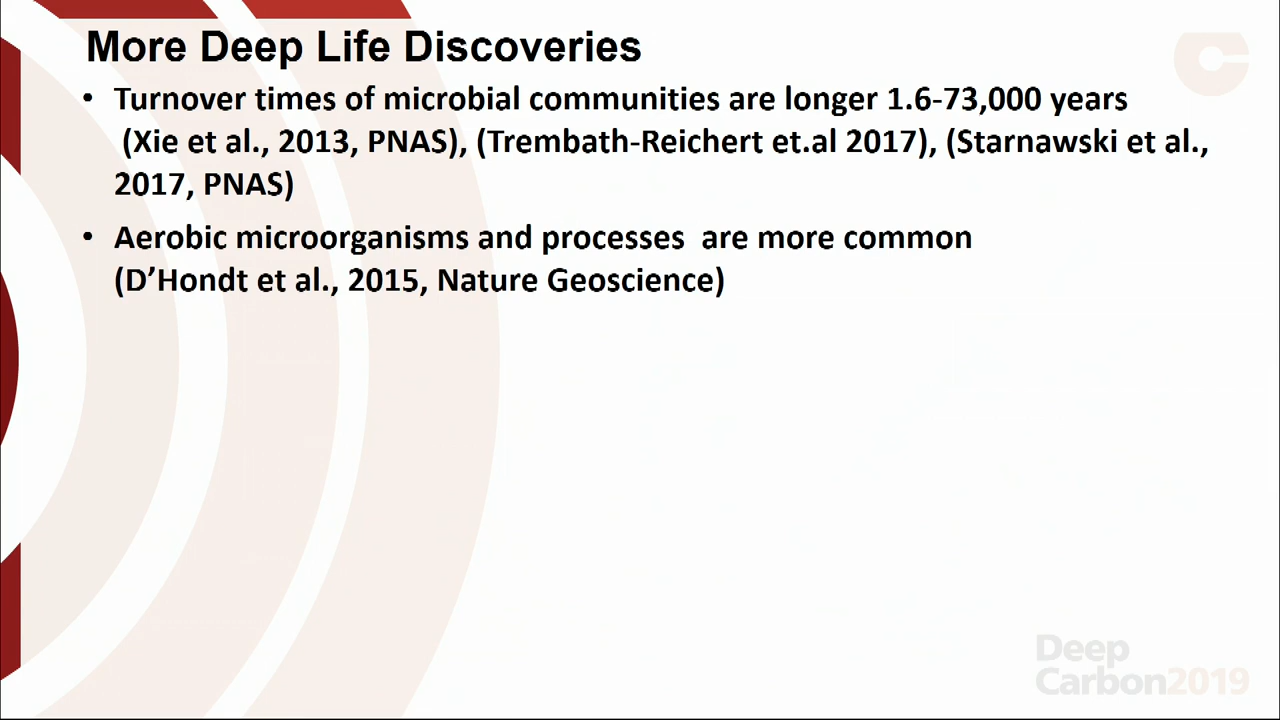 More Deep Life Discoveries
• Turnover times of microbial communities are longer 1.6-73,000 years
(Xie et al., 2013, PNAS), (Trembath-Reichert et.al 2017), (Starnawski et al.,
2017, PNAS)
• Aerobic microorganisms and processes  are more common
(D’Hondt et al., 2015, Nature Geoscience)
Deep
Carbon2019